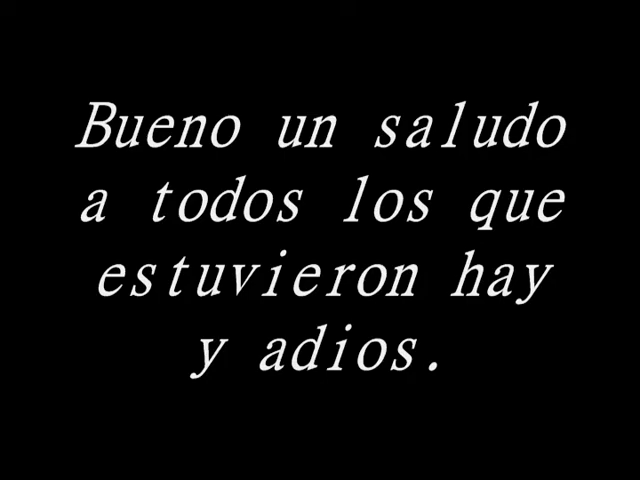 Bueno un saludo
a todos los que
estuvieron hay
y adios.